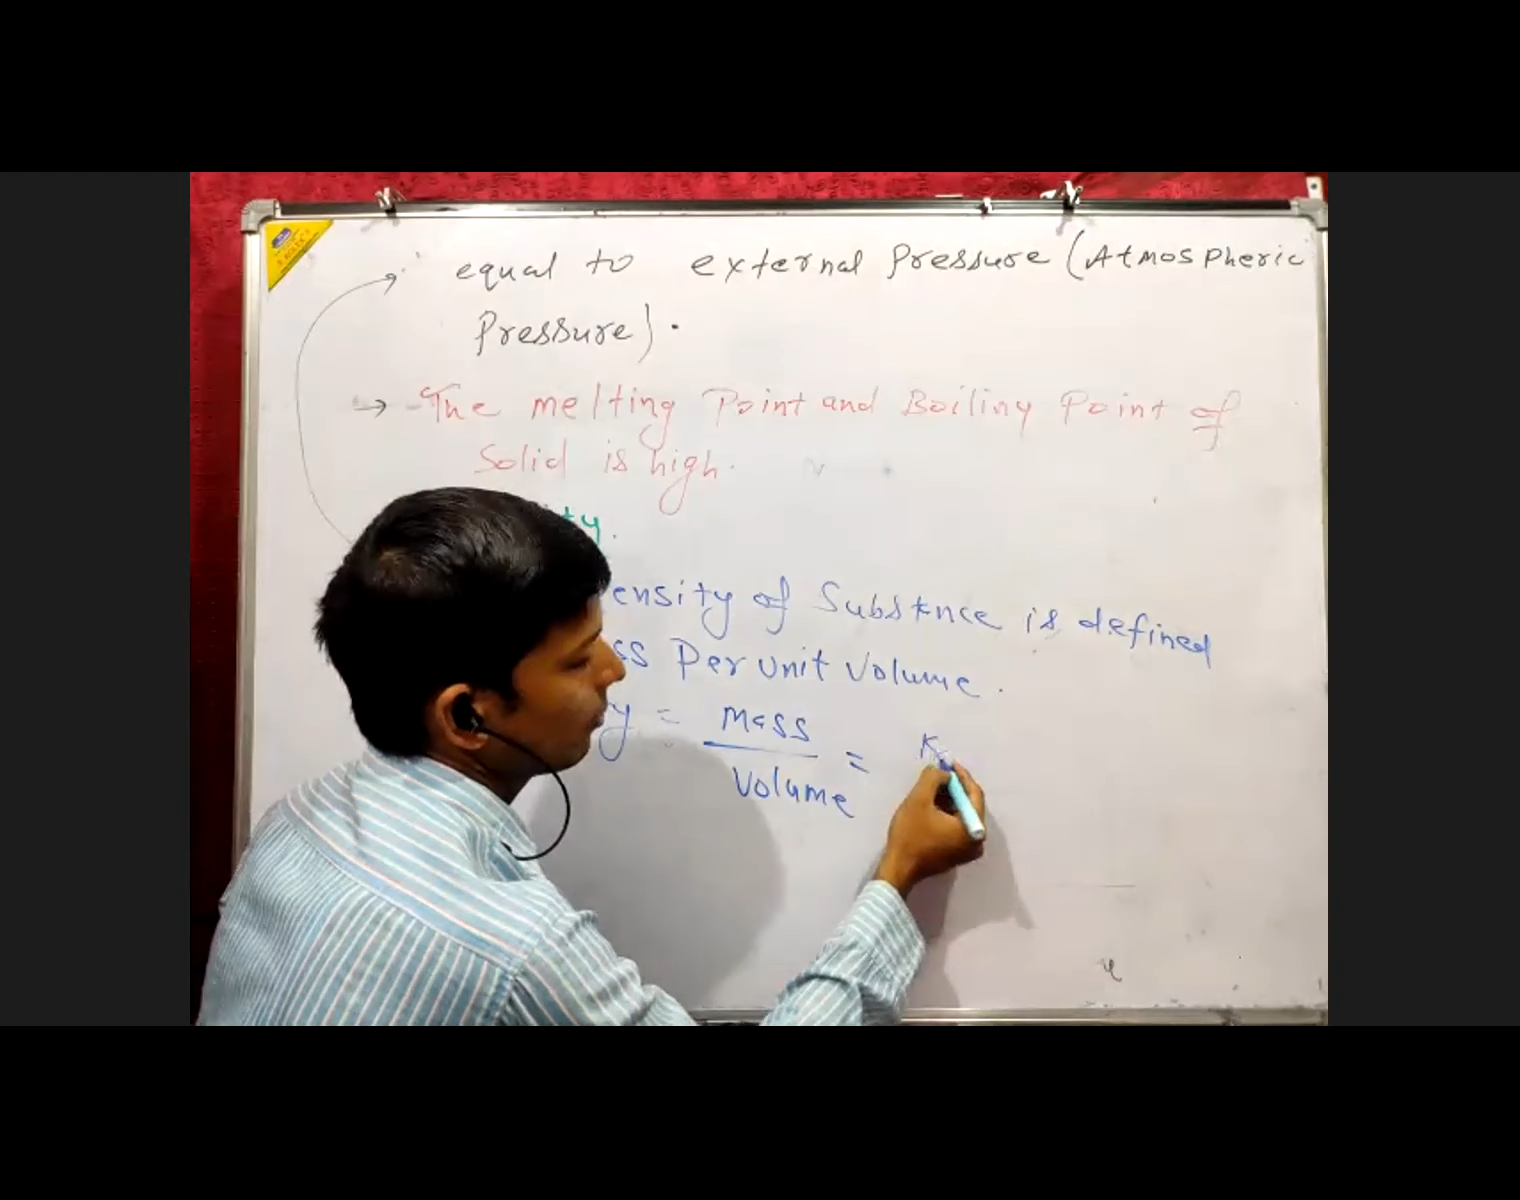 equal to external Pressure (Atmospheric
Pressure).
→ The melting Point and Boiling Point of
Solid is high.
ty.
ensity of Substnce is defined
ss Per unit Volume.
y = Mass / Volume = K